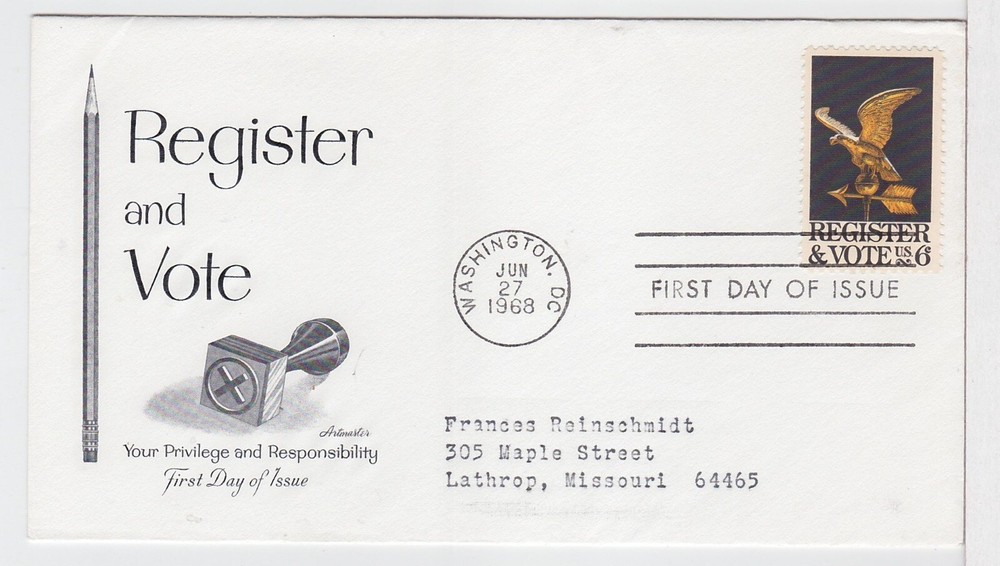 Register
and
Vote
Artmaster
Your Privilege and Responsibility
First Day of Issue
WASHINGTON, DC
JUN
27
1968
REGISTER
& VOTE U.S. 6c
FIRST DAY OF ISSUE
Frances Reinschmidt
305 Maple Street
Lathrop, Missouri 64465